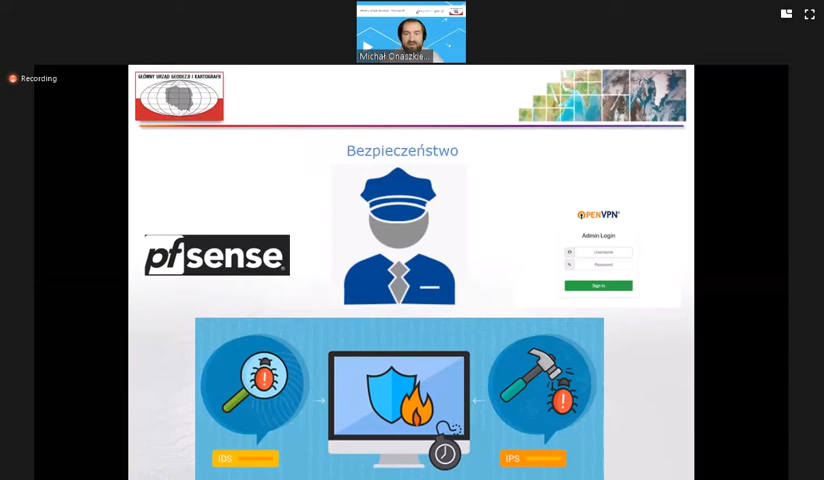 Michał Onaszkie...
Recording
GŁÓWNY URZĄD GEODEZJI I KARTOGRAFII
Bezpieczeństwo
pfsense
OPENVPN
Admin Login
Username
Password
Sign In
IDS
IPS